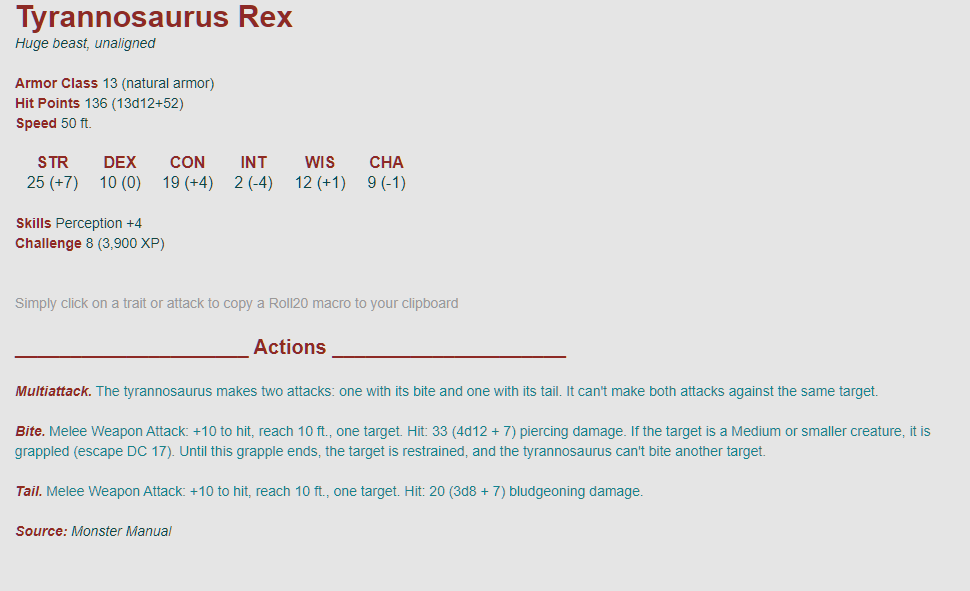 Tyrannosaurus Rex
Huge beast, unaligned
Armor Class 13 (natural armor)
Hit Points 136 (13d12+52)
Speed 50 ft.
STR DEX CON INT WIS CHA
25 (+7) 10 (0) 19 (+4) 2 (-4) 12 (+1) 9 (-1)
Skills Perception +4
Challenge 8 (3,900 XP)
Simply click on a trait or attack to copy a Roll20 macro to your clipboard
_____________________ Actions _____________________
Multiattack. The tyrannosaurus makes two attacks: one with its bite and one with its tail. It can't make both attacks against the same target.
Bite. Melee Weapon Attack: +10 to hit, reach 10 ft., one target. Hit: 33 (4d12 + 7) piercing damage. If the target is a Medium or smaller creature, it is
grappled (escape DC 17). Until this grapple ends, the target is restrained, and the tyrannosaurus can't bite another target.
Tail. Melee Weapon Attack: +10 to hit, reach 10 ft., one target. Hit: 20 (3d8 + 7) bludgeoning damage.
Source: Monster Manual